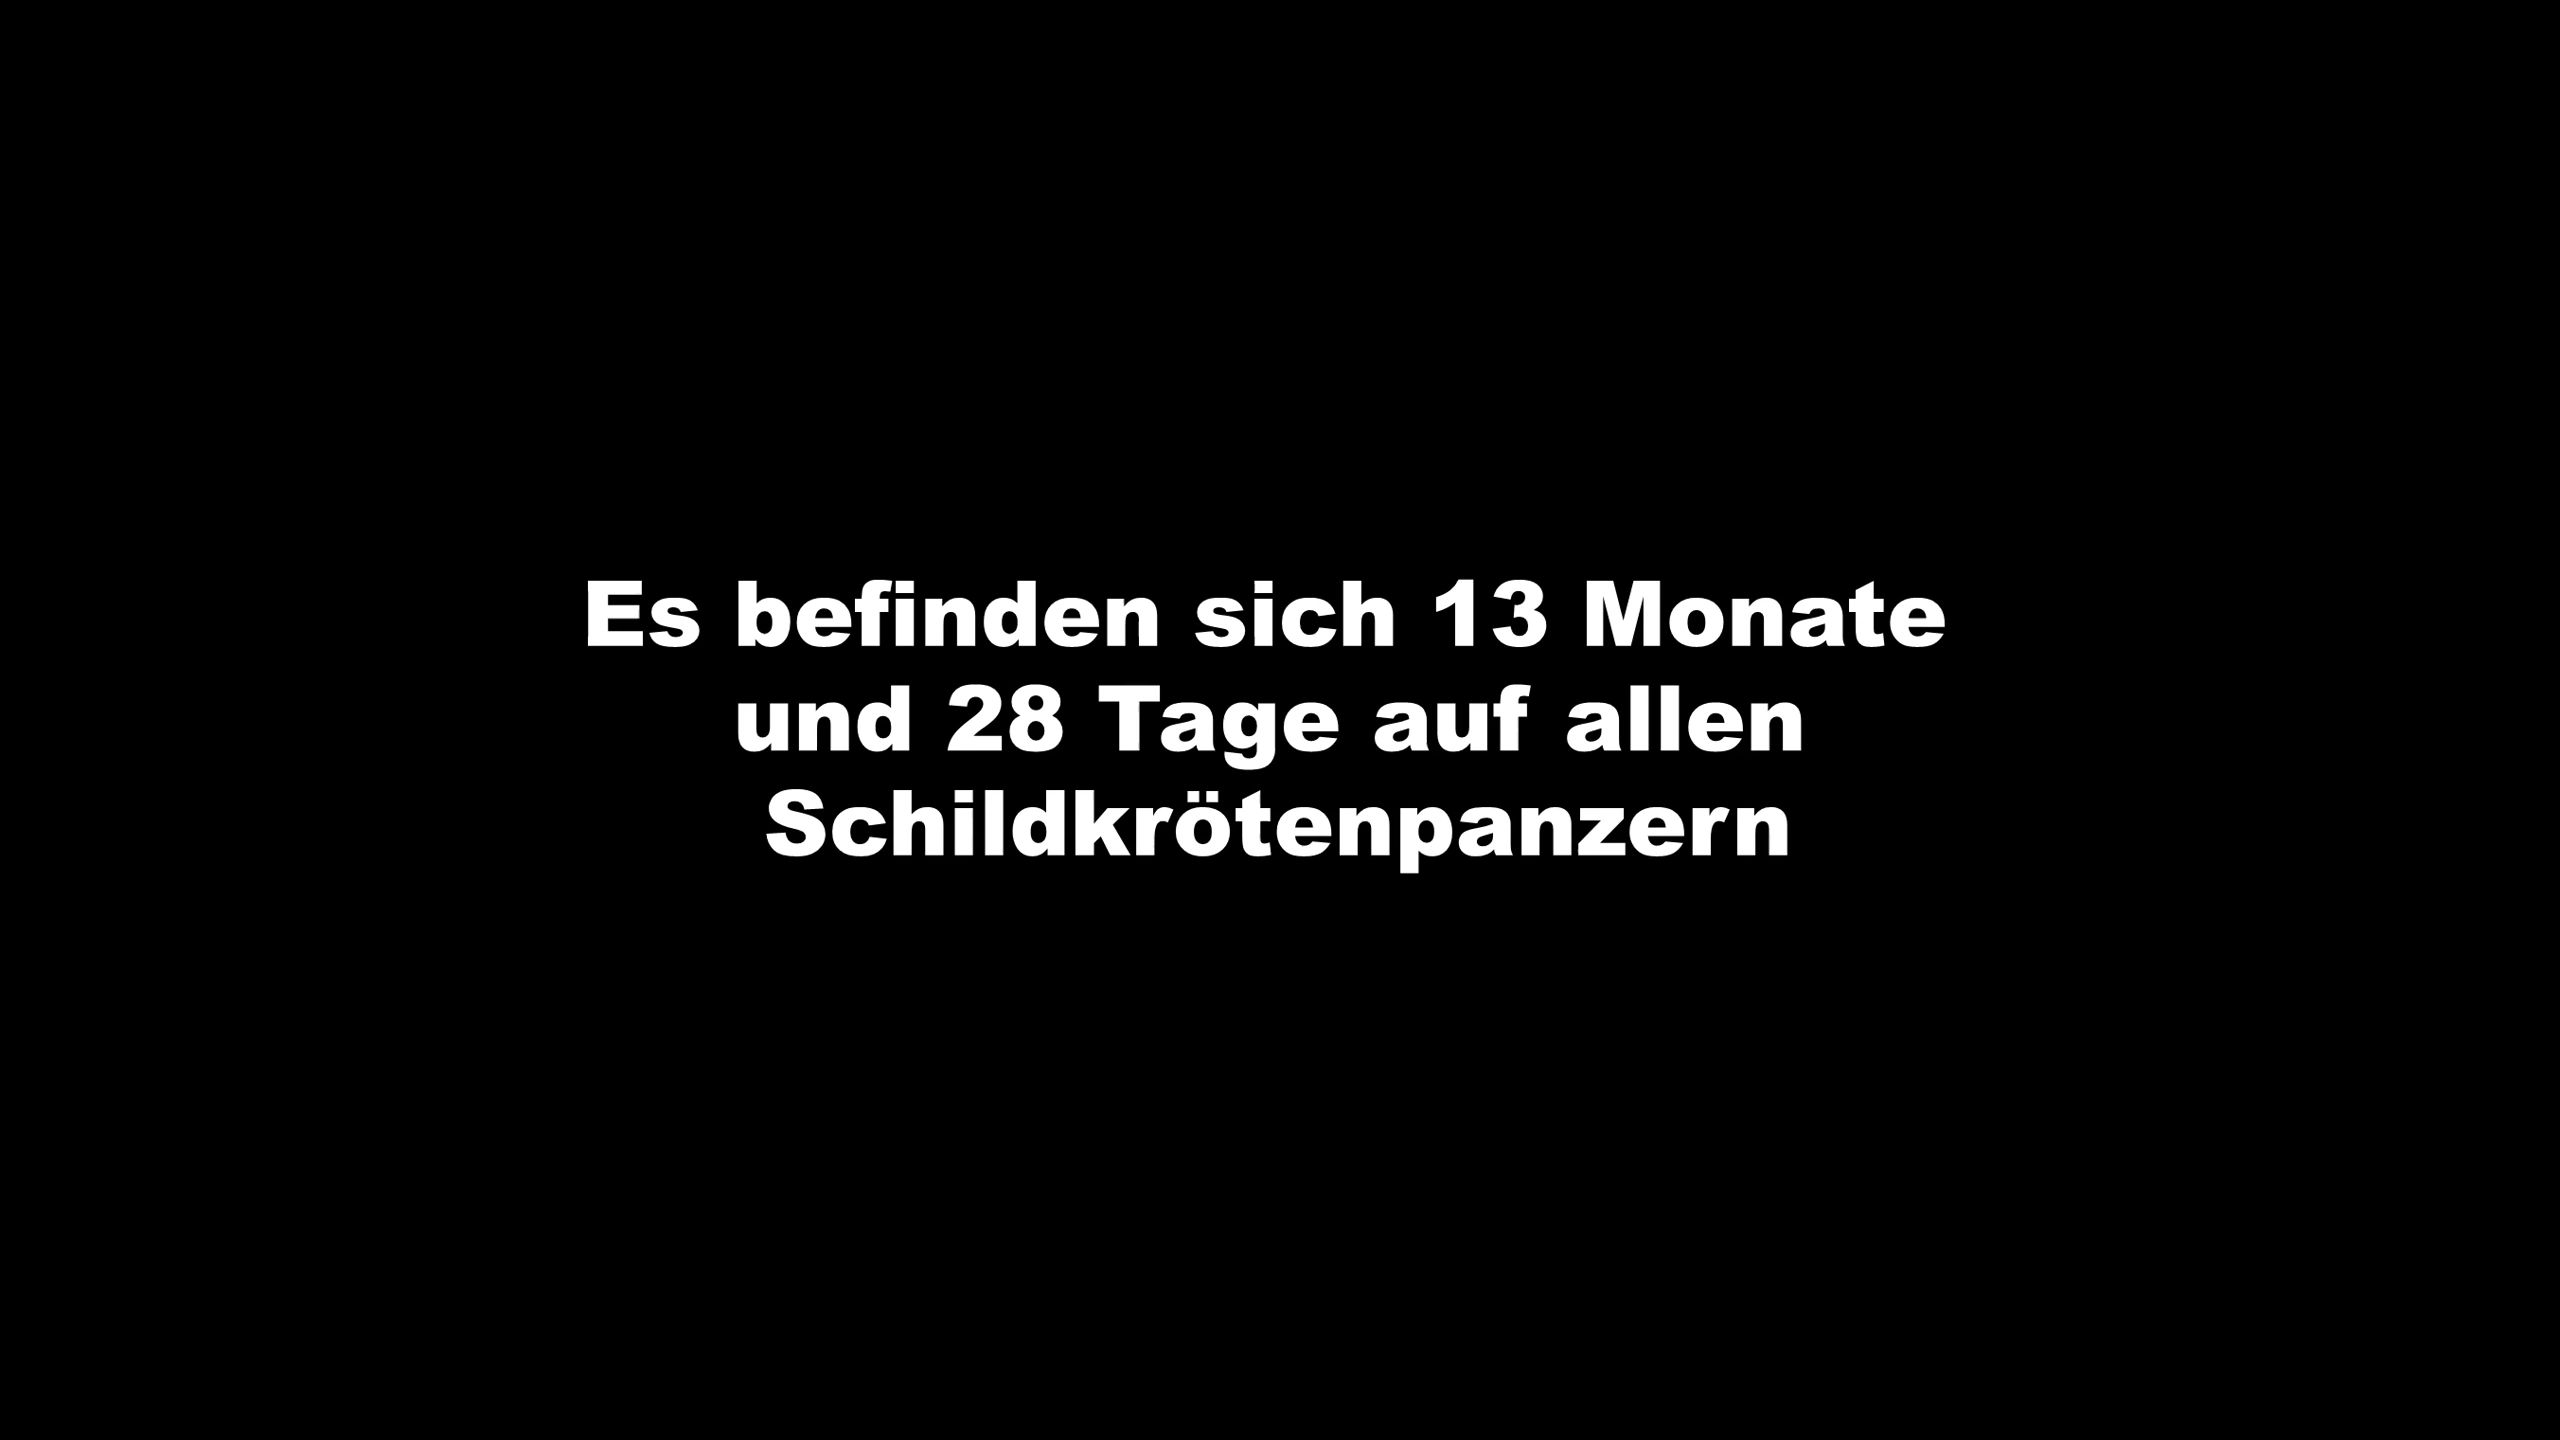 Es befinden sich 13 Monate
und 28 Tage auf allen
Schildkrötenpanzern